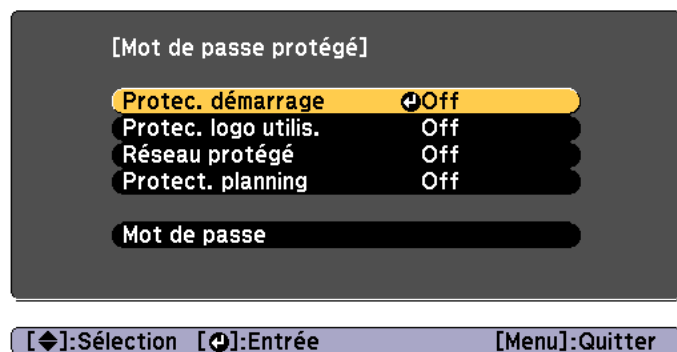 [Mot de passe protégé]
Protec. démarrage Off
Protec. logo utilis. Off
Réseau protégé Off
Protect. planning Off
Mot de passe
[◆]:Sélection [↵]:Entrée [Menu]:Quitter